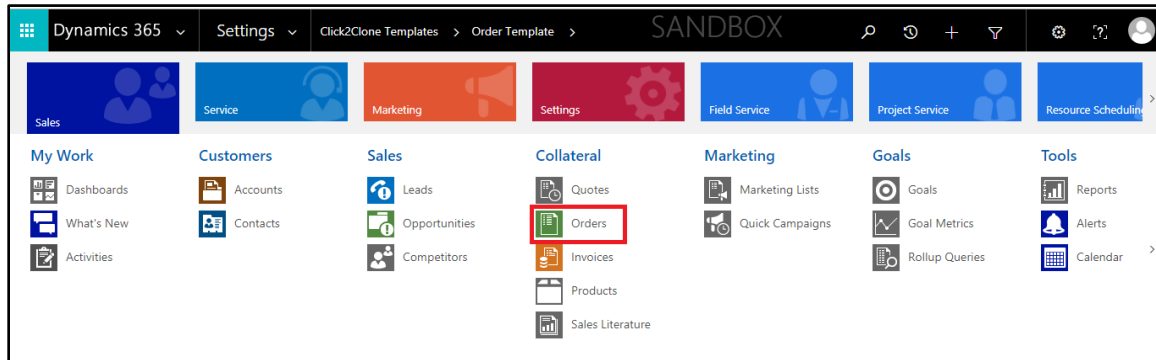 Dynamics 365 Settings Click2Clone Templates > Order Template > SANDBOX
Sales Service Marketing Settings Field Service Project Service Resource Scheduling
My Work Customers Sales Collateral Marketing Goals Tools
Dashboards Accounts Leads Quotes Marketing Lists Goals Reports
What's New Contacts Opportunities Orders Quick Campaigns Goal Metrics Alerts
Activities Competitors Invoices Rollup Queries Calendar
Products
Sales Literature